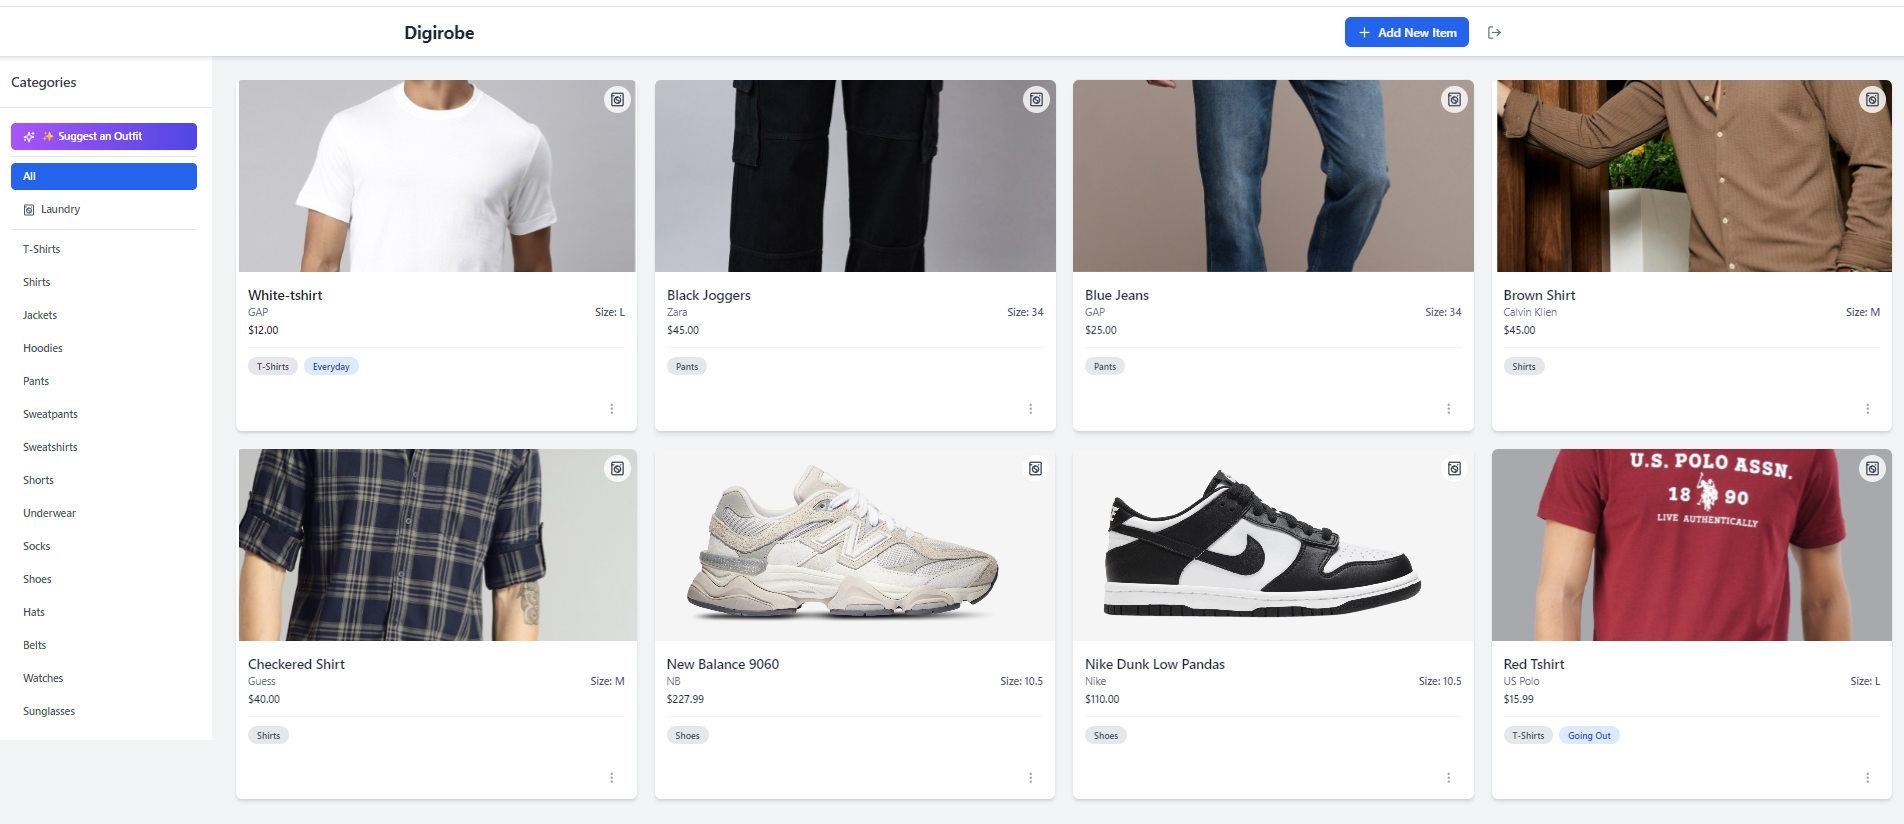 Digirobe
Add New Item
Categories
✨ Suggest an Outfit
All
Laundry
T-Shirts
Shirts
Jackets
Hoodies
Pants
Sweatpants
Sweatshirts
Shorts
Underwear
Socks
Shoes
Hats
Belts
Watches
Sunglasses
White-tshirt
GAP Size: L
$12.00
T-Shirts Everyday
Black Joggers
Zara Size: 34
$45.00
Pants
Blue Jeans
GAP Size: 34
$25.00
Pants
Brown Shirt
Calvin Klien Size: M
$45.00
Shirts
Checkered Shirt
Guess Size: M
$40.00
Shirts
New Balance 9060
NB Size: 10.5
$227.99
Shoes
Nike Dunk Low Pandas
Nike Size: 10.5
$110.00
Shoes
U.S. POLO ASSN.
18 90
LIVE AUTHENTICALLY
Red Tshirt
US Polo Size: L
$15.99
T-Shirts Going Out